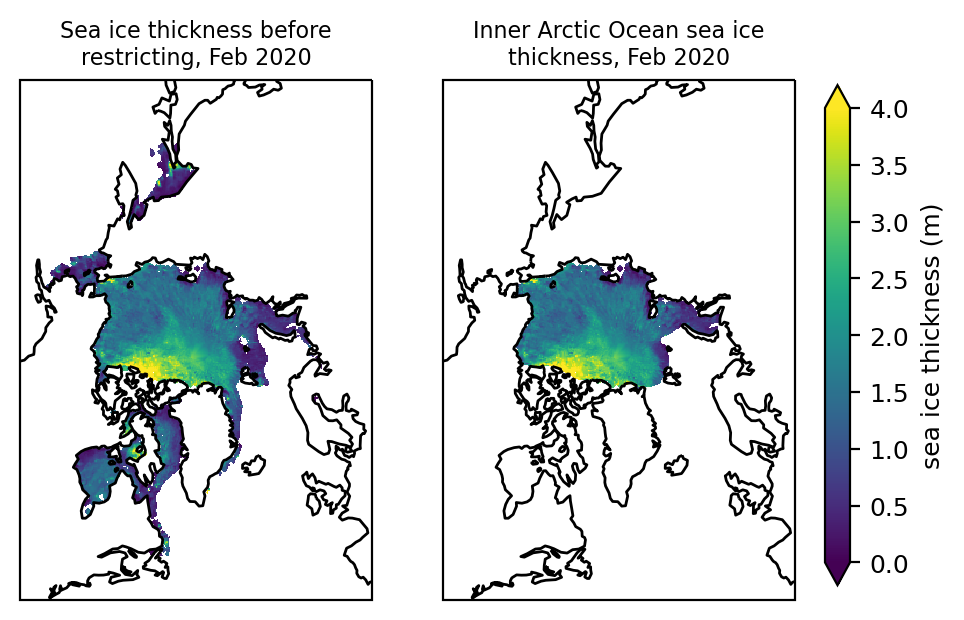 Sea ice thickness before
restricting, Feb 2020
Inner Arctic Ocean sea ice
thickness, Feb 2020
4.0
3.5
3.0
2.5
2.0
1.5
1.0
0.5
0.0
sea ice thickness (m)